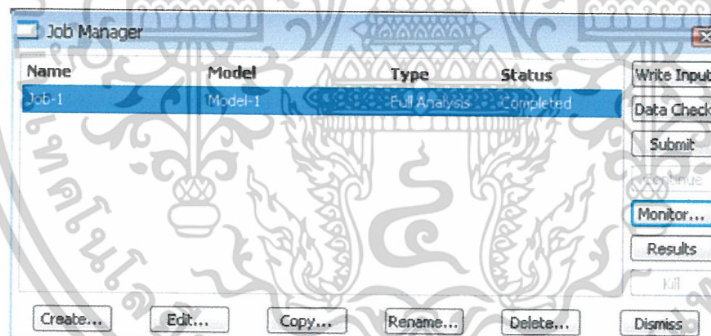 Job Manager
Name Model Type Status
Job-1 Model-1 Full Analysis Completed
Write Input
Data Check
Submit
Continue
Monitor...
Results
Kill
Create... Edit... Copy... Rename... Delete... Dismiss